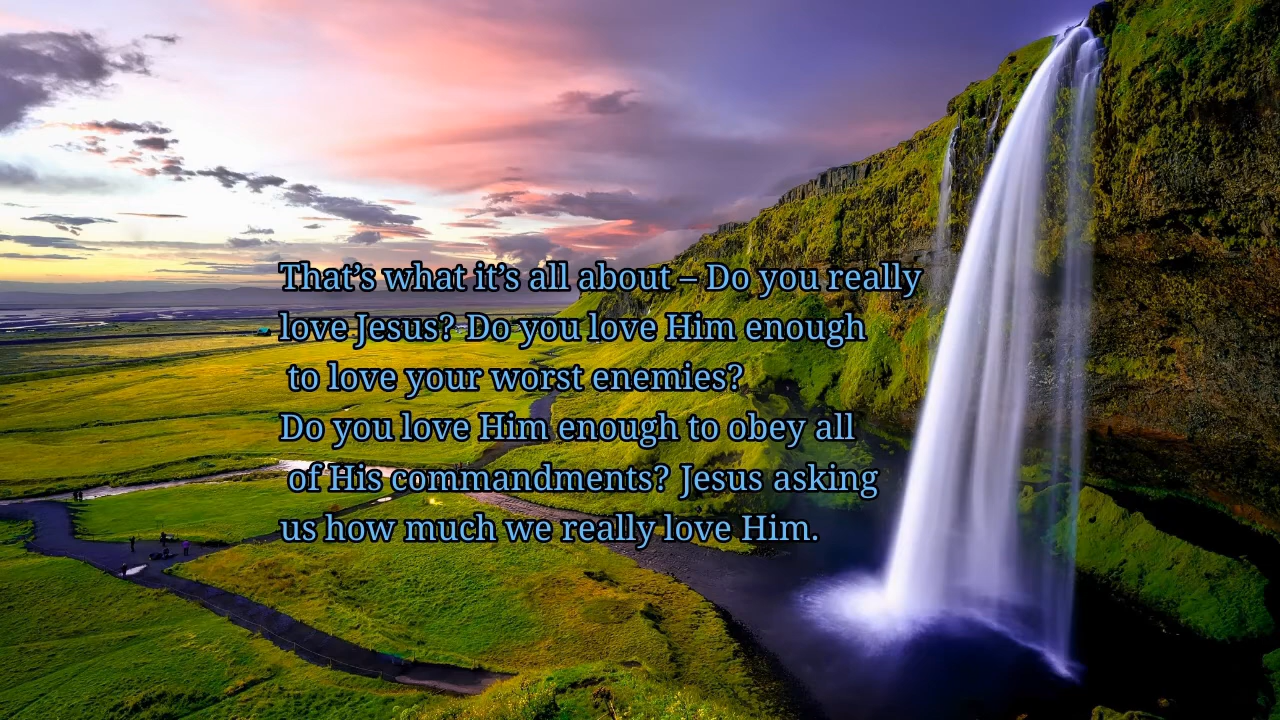 That’s what it’s all about – Do you really
love Jesus? Do you love Him enough
to love your worst enemies?
Do you love Him enough to obey all
of His commandments? Jesus asking
us how much we really love Him.